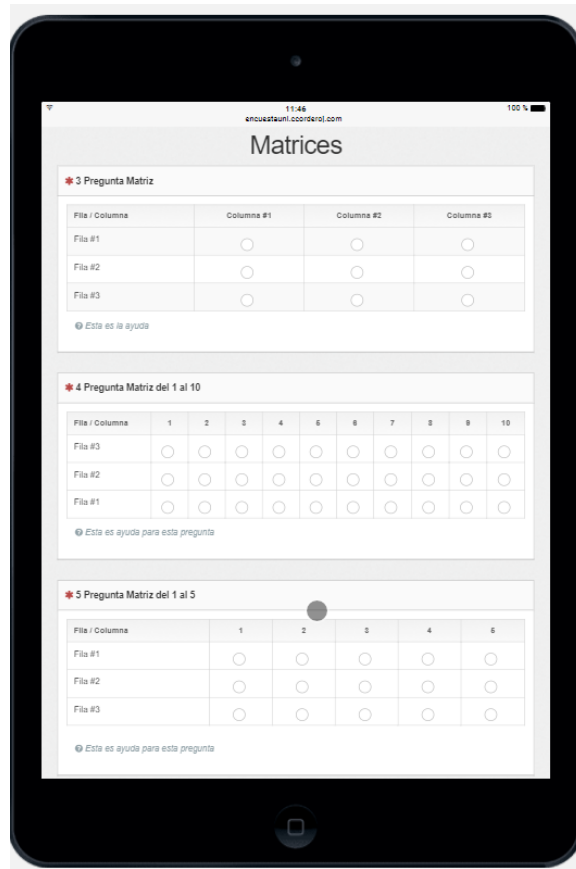 11:46
100 %
encuestauni.ccorderoj.com
Matrices
* 3 Pregunta Matriz
Fila / Columna Columna #1 Columna #2 Columna #3
Fila #1
Fila #2
Fila #3
Esta es la ayuda
* 4 Pregunta Matriz del 1 al 10
Fila / Columna 1 2 3 4 5 6 7 8 9 10
Fila #3
Fila #2
Fila #1
Esta es ayuda para esta pregunta
* 5 Pregunta Matriz del 1 al 5
Fila / Columna 1 2 3 4 5
Fila #1
Fila #2
Fila #3
Esta es ayuda para esta pregunta